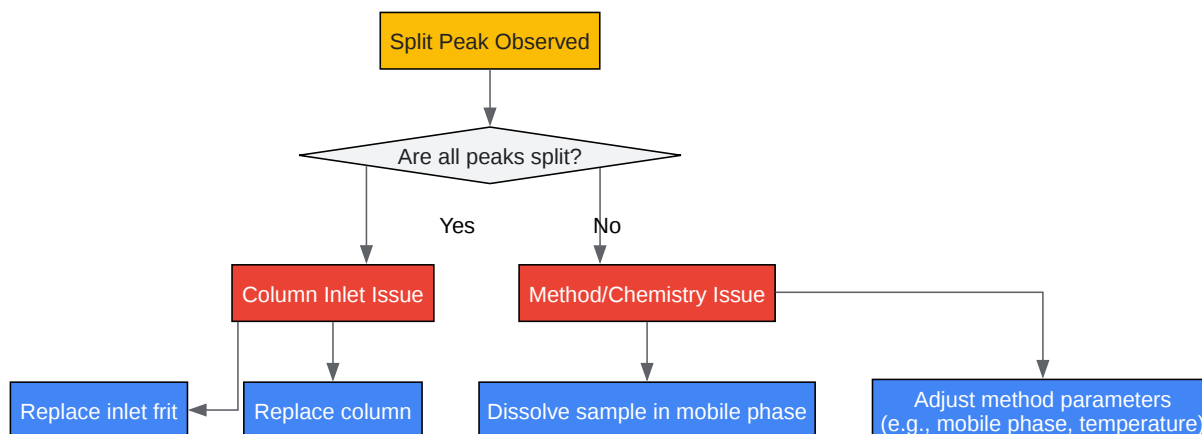 Split Peak Observed
Are all peaks split?
Yes
No
Column Inlet Issue
Method/Chemistry Issue
Replace inlet frit
Replace column
Dissolve sample in mobile phase
Adjust method parameters
(e.g., mobile phase, temperature)